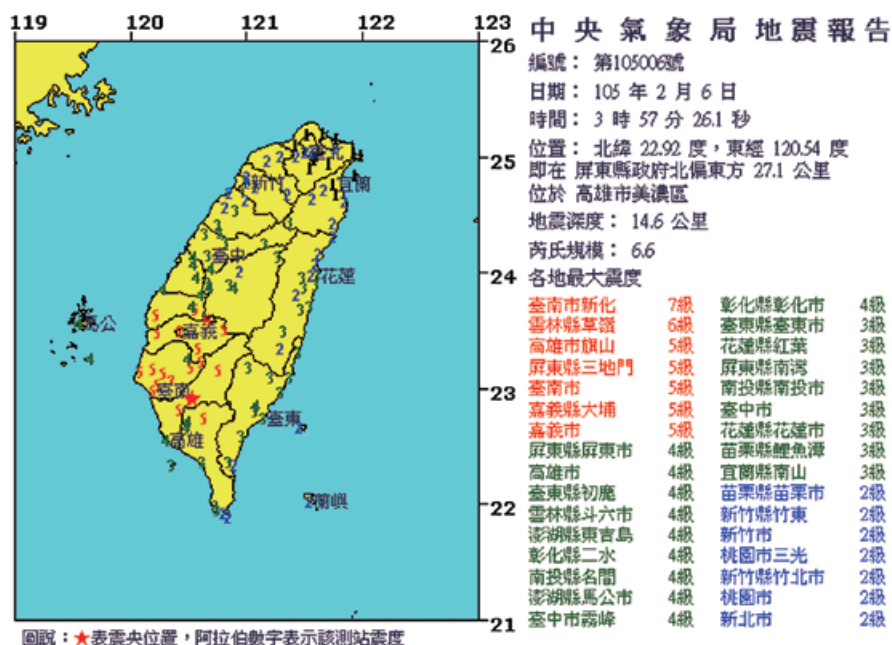 119 120 121 122 123
26
25
24
23
22
21
臺北
新竹
宜蘭
臺中
花蓮
馬公
嘉義
臺南
臺東
高雄
蘭嶼
圖說：★表震央位置，阿拉伯數字表示該測站震度
中央氣象局地震報告
編號： 第105006號
日期： 105 年 2 月 6 日
時間： 3 時 57 分 26.1 秒
位置： 北緯 22.92 度，東經 120.54 度
即在 屏東縣政府北偏東方 27.1 公里
位於 高雄市美濃區
地震深度： 14.6 公里
芮氏規模： 6.6
各地最大震度
臺南市新化 7級 彰化縣彰化市 4級
雲林縣草嶺 6級 臺東縣臺東市 3級
高雄市旗山 5級 花蓮縣紅葉 3級
屏東縣三地門 5級 屏東縣南灣 3級
臺南市 5級 南投縣南投市 3級
嘉義縣大埔 5級 臺中市 3級
嘉義市 5級 花蓮縣花蓮市 3級
屏東縣屏東市 4級 苗栗縣鯉魚潭 3級
高雄市 4級 宜蘭縣南山 3級
臺東縣初鹿 4級 苗栗縣苗栗市 2級
雲林縣斗六市 4級 新竹縣竹東 2級
澎湖縣東吉島 4級 新竹市 2級
彰化縣二水 4級 桃園市三光 2級
南投縣名間 4級 新竹縣竹北市 2級
澎湖縣馬公市 4級 桃園市 2級
臺中市霧峰 4級 新北市 2級